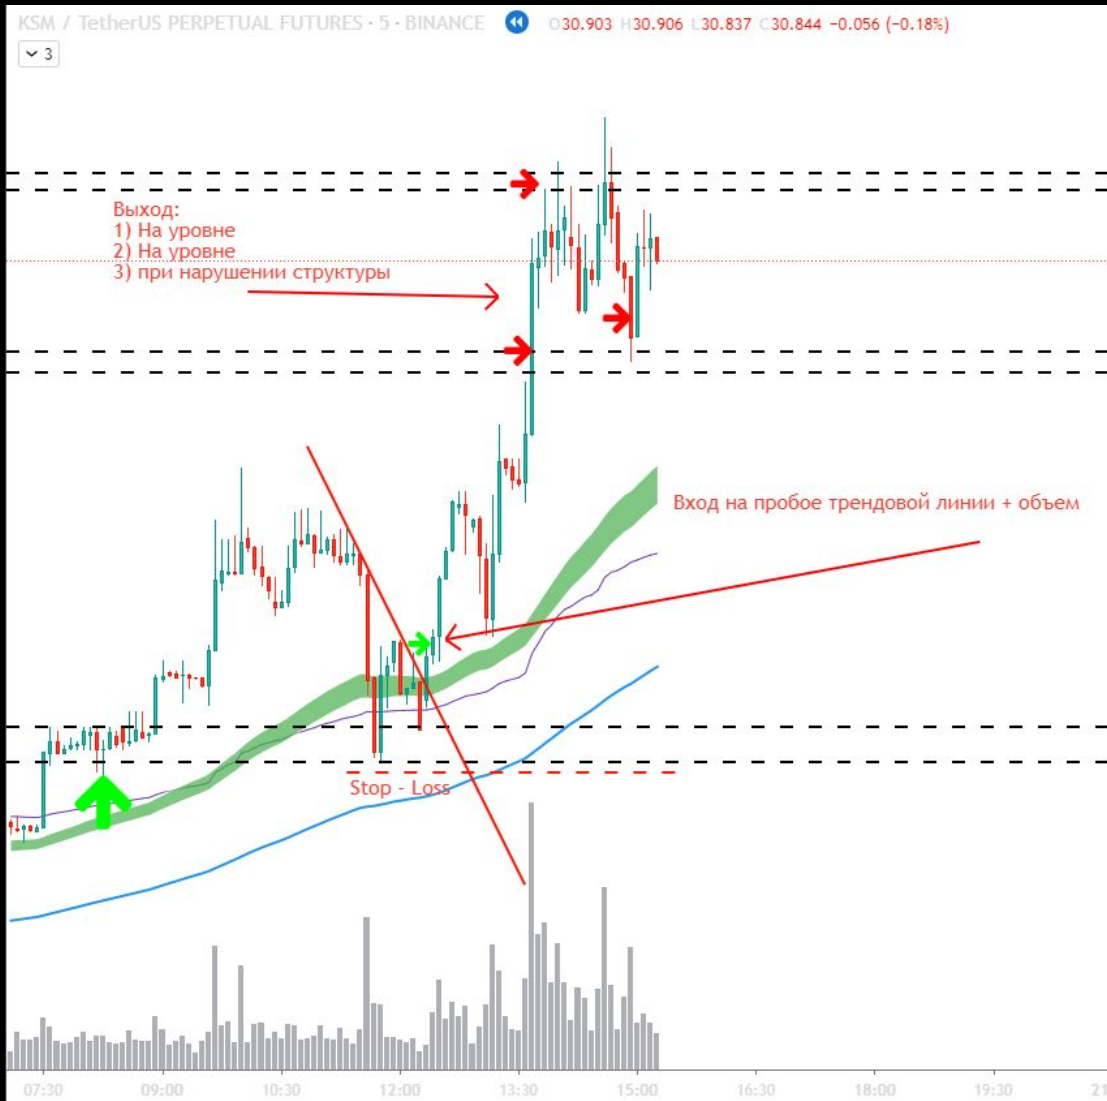 KSM / TetherUS PERPETUAL FUTURES · 5 · BINANCE O30.903 H30.906 L30.837 C30.844 −0.056 (−0.18%)
3
Выход:
1) На уровне
2) На уровне
3) при нарушении структуры
Вход на пробое трендовой линии + объем
Stop - Loss
07:30 09:00 10:30 12:00 13:30 15:00 16:30 18:00 19:30 21